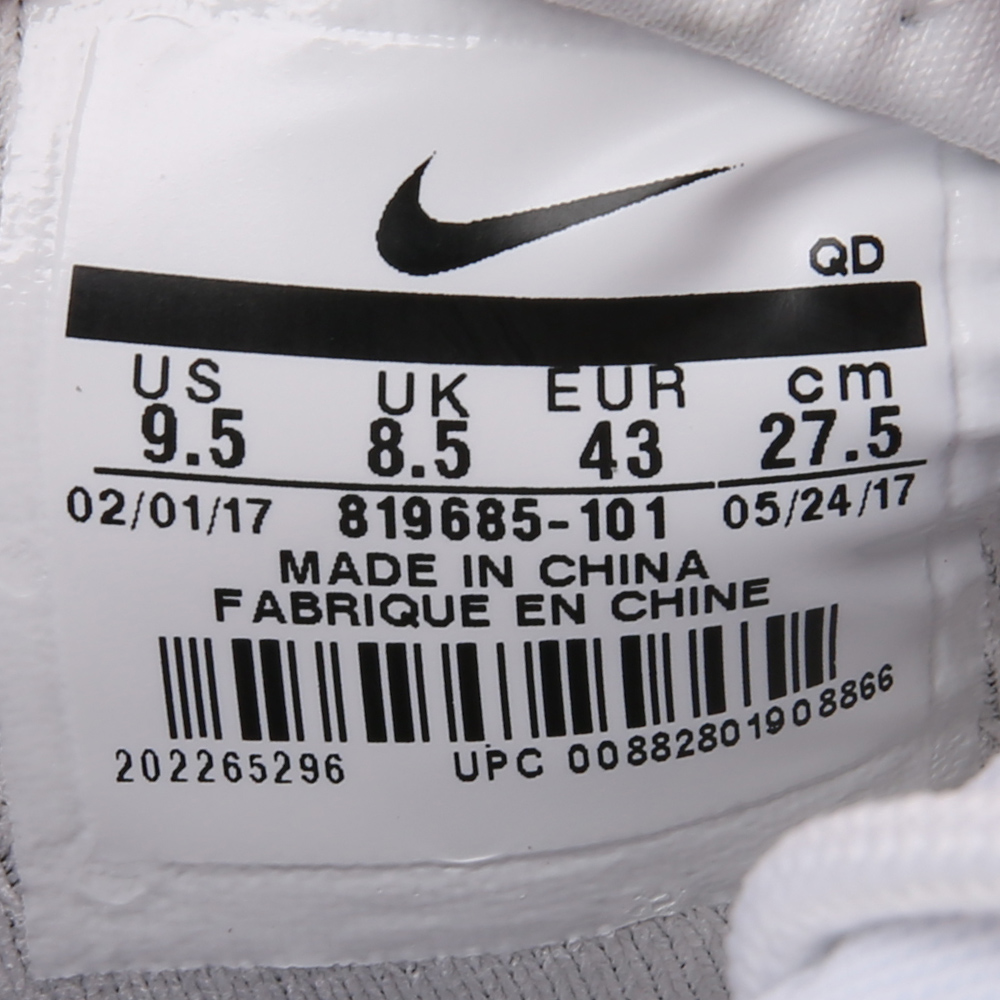 QD
US UK EUR cm
9.5 8.5 43 27.5
02/01/17 819685-101 05/24/17
MADE IN CHINA
FABRIQUE EN CHINE
202265296 UPC 00882801908866